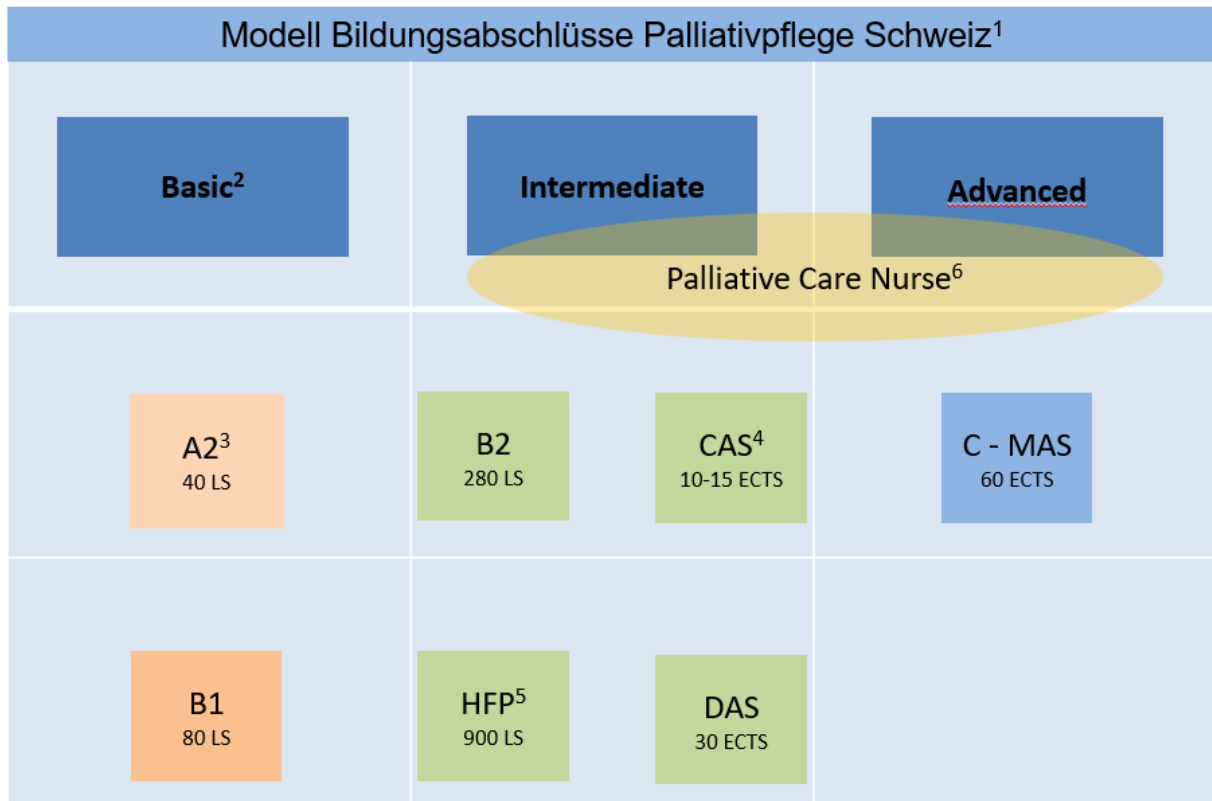 Modell Bildungsabschlüsse Palliativpflege Schweiz¹
Basic²
Intermediate
Advanced
Palliative Care Nurse⁶
A2³
40 LS
B2
280 LS
CAS⁴
10-15 ECTS
C - MAS
60 ECTS
B1
80 LS
HFP⁵
900 LS
DAS
30 ECTS